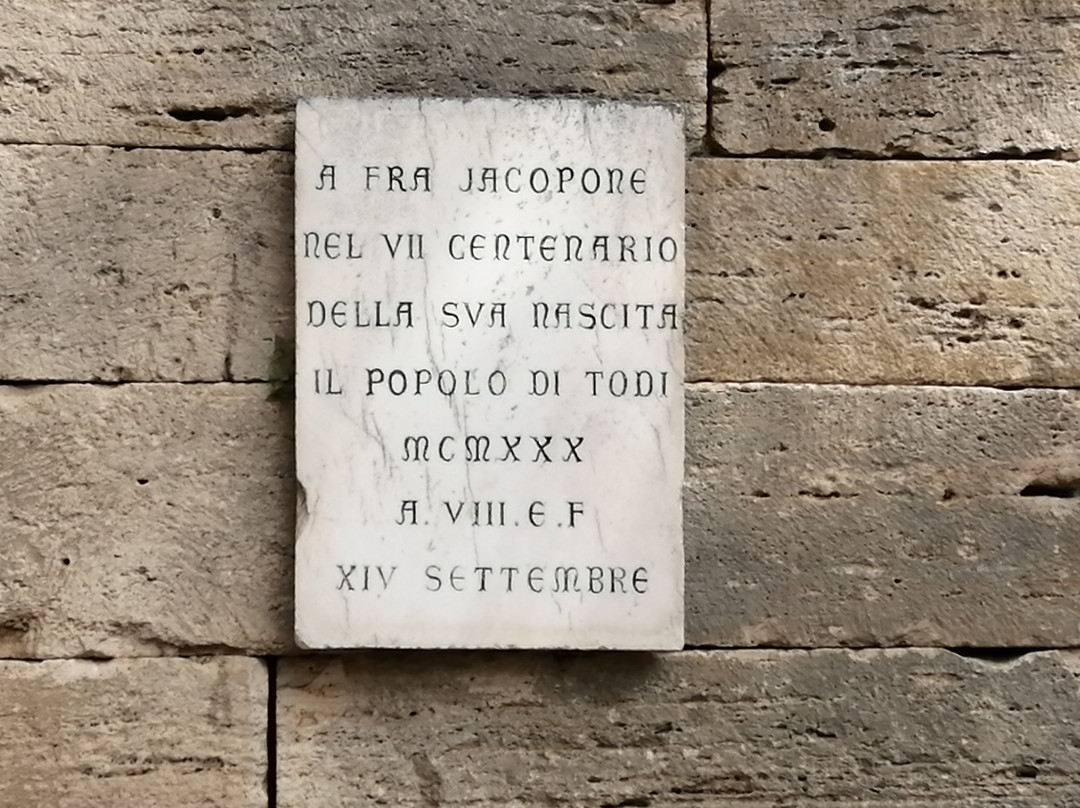 A FRA JACOPONE
NEL VII CENTENARIO
DELLA SVA NASCITA
IL POPOLO DI TODI
MCMXXX
A.VIII.E.F
XIV SETTEMBRE